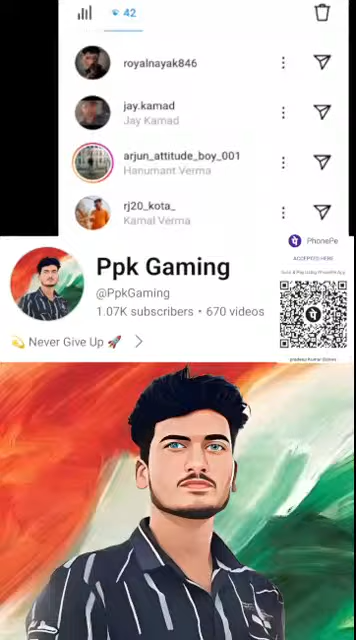 42
royalnayak846
jay.kamad
Jay Kamad
arjun_attitude_boy_001
Hanumant Verma
rj20_kota_
Kamal Verma
PhonePe
ACCEPTED HERE
Ppk Gaming
@PpkGaming
1.07K subscribers • 670 videos
💫 Never Give Up 🚀